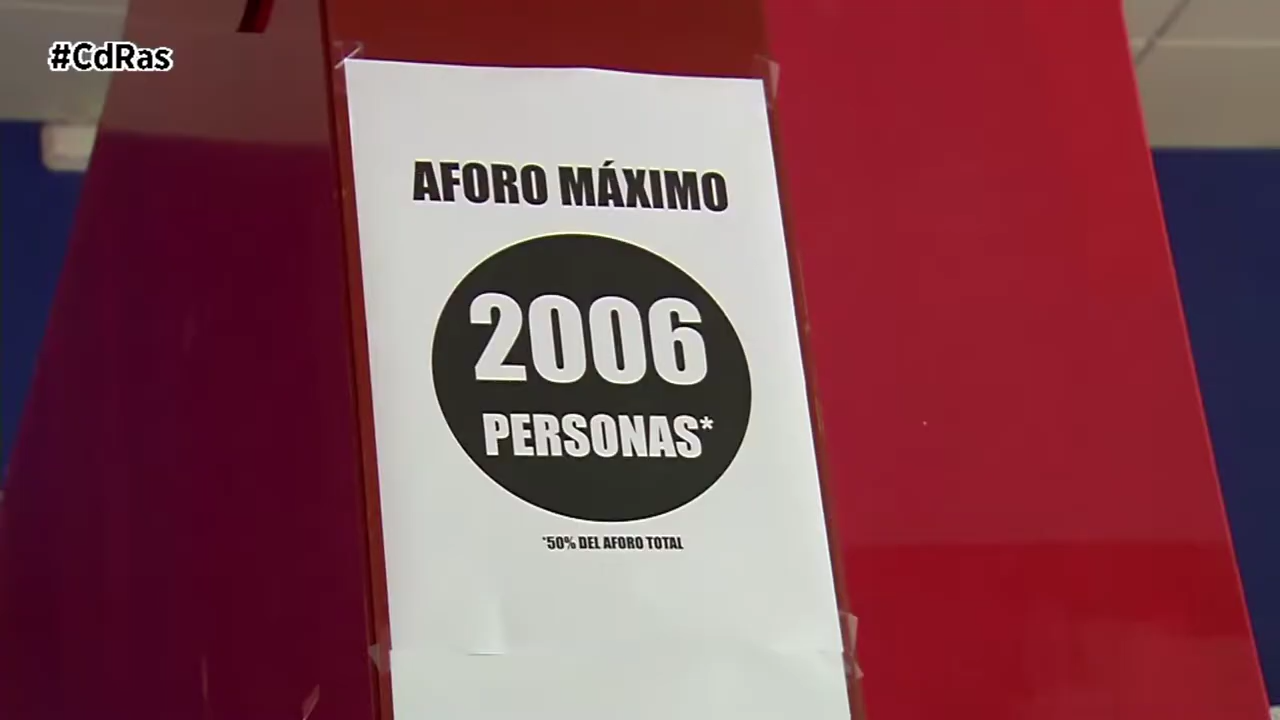 #CdRas
AFORO MÁXIMO
2006
PERSONAS*
*50% DEL AFORO TOTAL